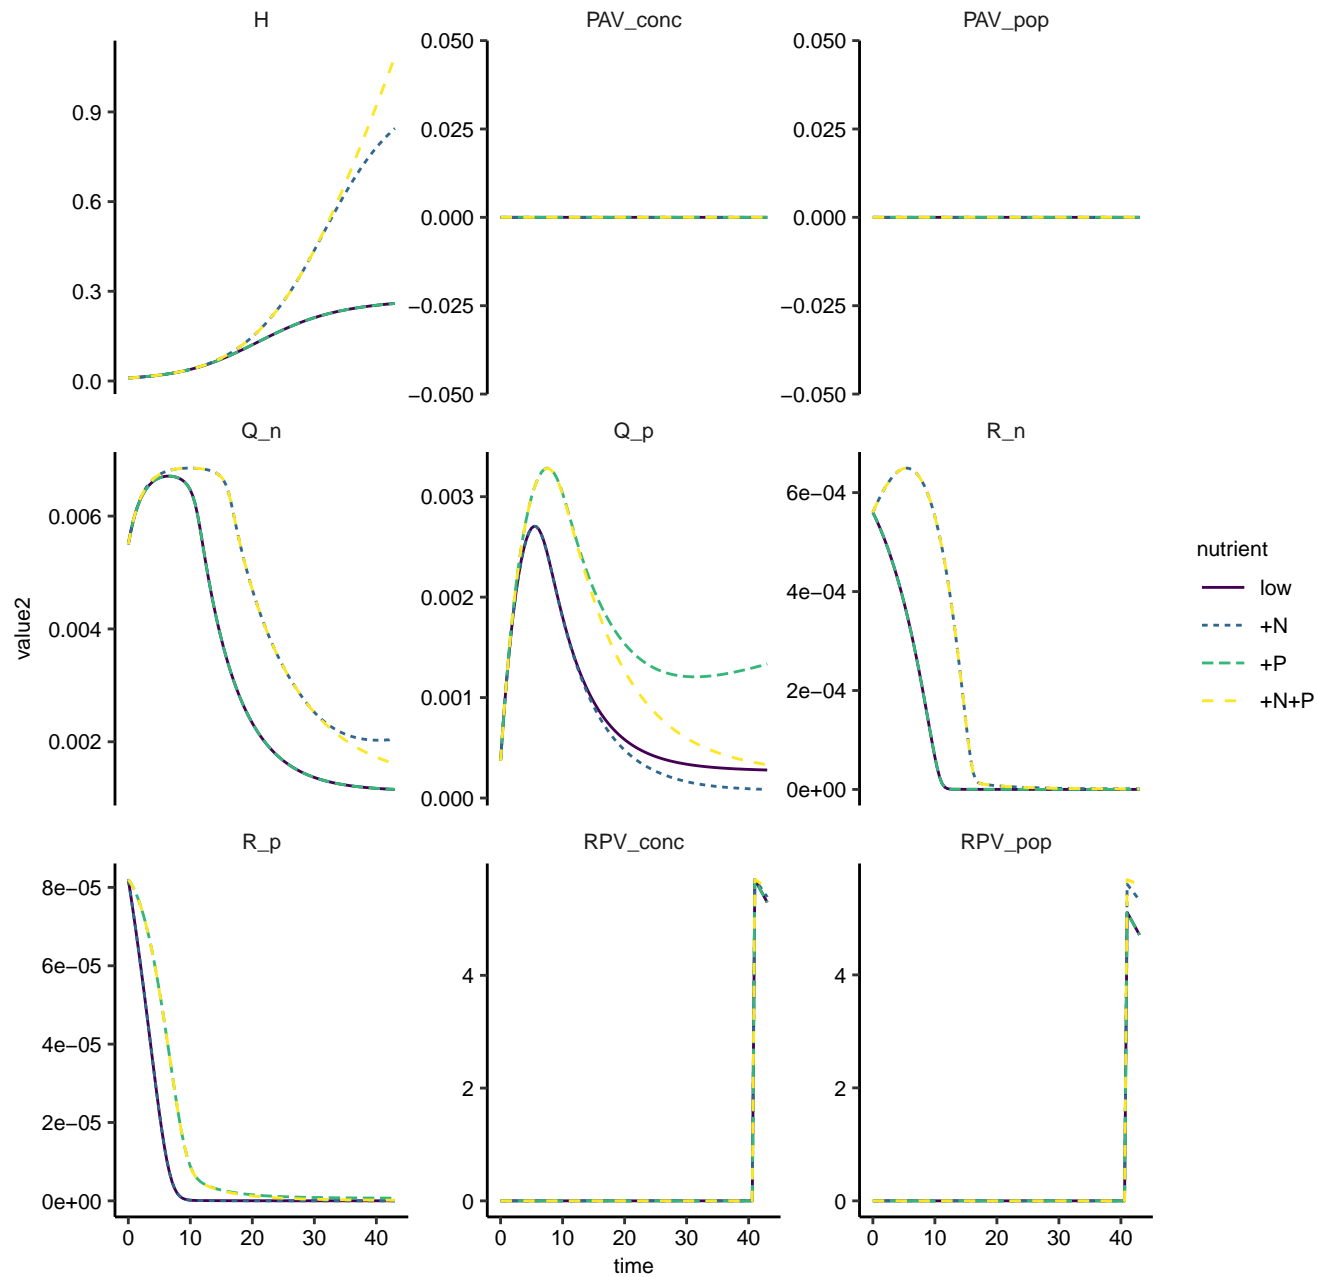 H
PAV_conc
PAV_pop
0.0
0.3
0.6
0.9
−0.050
−0.025
0.000
0.025
0.050
−0.050
−0.025
0.000
0.025
0.050
Q_n
Q_p
R_n
0.002
0.004
0.006
0.000
0.001
0.002
0.003
0e+00
2e−04
4e−04
6e−04
R_p
RPV_conc
RPV_pop
0e+00
2e−05
4e−05
6e−05
8e−05
0
2
4
0
2
4
0 10 20 30 40
0 10 20 30 40
0 10 20 30 40
time
value2
nutrient
low
+N
+P
+N+P